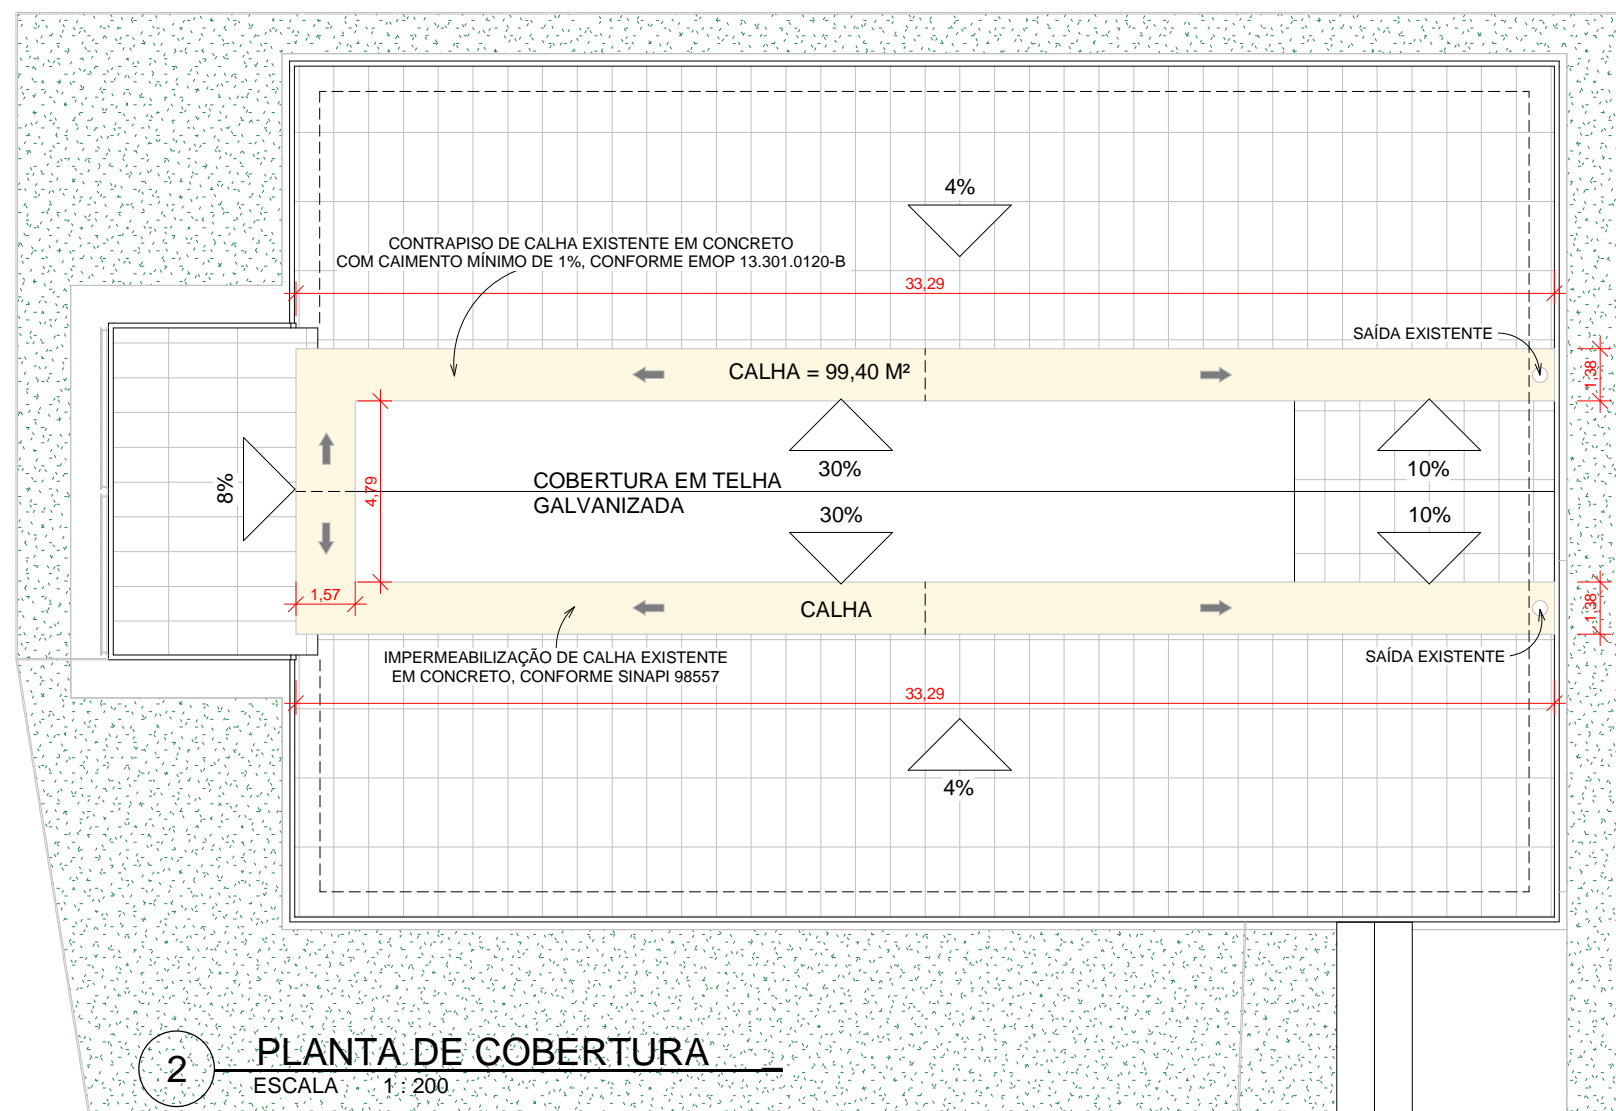 4%
CONTRAPISO DE CALHA EXISTENTE EM CONCRETO
COM CAIMENTO MÍNIMO DE 1%, CONFORME EMOP 13.301.0120-B
33,29
SAÍDA EXISTENTE
CALHA = 99,40 M²
1,38
30%
10%
8%
4,79
COBERTURA EM TELHA
GALVANIZADA
30%
10%
1,57
CALHA
1,38
IMPERMEABILIZAÇÃO DE CALHA EXISTENTE
EM CONCRETO, CONFORME SINAPI 98557
SAÍDA EXISTENTE
33,29
4%
2
PLANTA DE COBERTURA
ESCALA 1 : 200